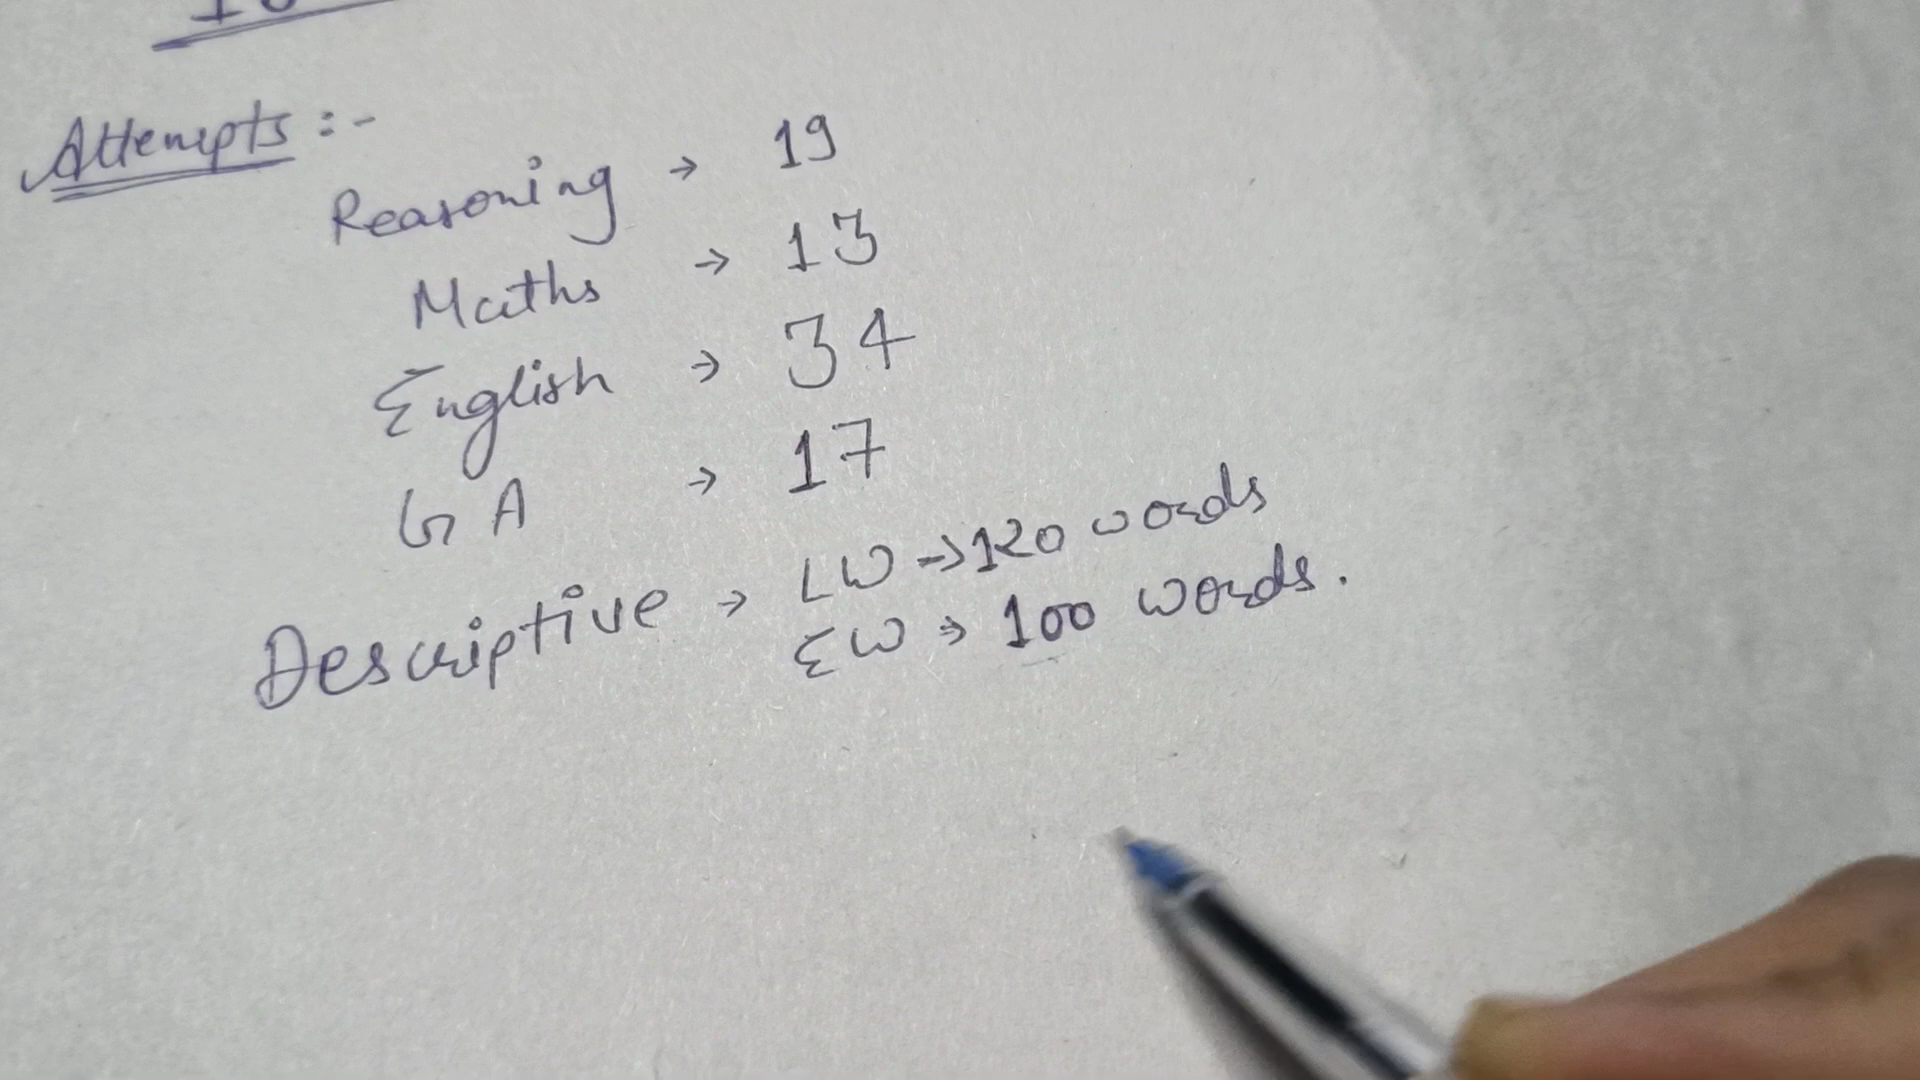 Attempts :-
Reasoning → 19
Maths → 13
English → 34
GA → 17
Descriptive → LW → 120 words
EW → 100 words.